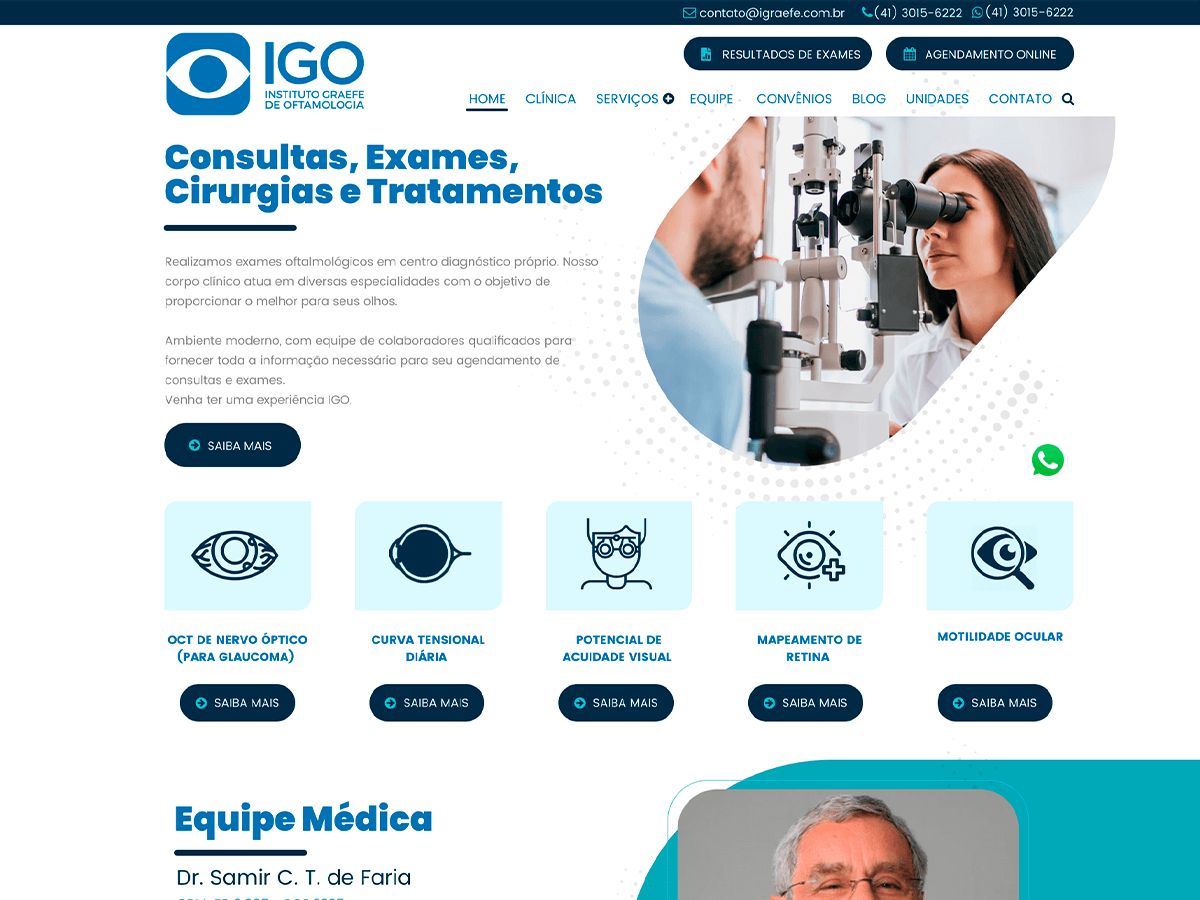 contato@igraefe.com.br (41) 3015-6222 (41) 3015-6222
IGO
INSTITUTO GRAEFE
DE OFTAMOLOGIA
RESULTADOS DE EXAMES AGENDAMENTO ONLINE
HOME CLÍNICA SERVIÇOS EQUIPE CONVÊNIOS BLOG UNIDADES CONTATO
Consultas, Exames,
Cirurgias e Tratamentos
Realizamos exames oftalmológicos em centro diagnóstico próprio. Nosso
corpo clínico atua em diversas especialidades com o objetivo de
proporcionar o melhor para seus olhos.
Ambiente moderno, com equipe de colaboradores qualificados para
fornecer toda a informação necessária para seu agendamento de
consultas e exames.
Venha ter uma experiência IGO.
SAIBA MAIS
OCT DE NERVO ÓPTICO
(PARA GLAUCOMA)
SAIBA MAIS
CURVA TENSIONAL
DIÁRIA
SAIBA MAIS
POTENCIAL DE
ACUIDADE VISUAL
SAIBA MAIS
MAPEAMENTO DE
RETINA
SAIBA MAIS
MOTILIDADE OCULAR
SAIBA MAIS
Equipe Médica
Dr. Samir C. T. de Faria